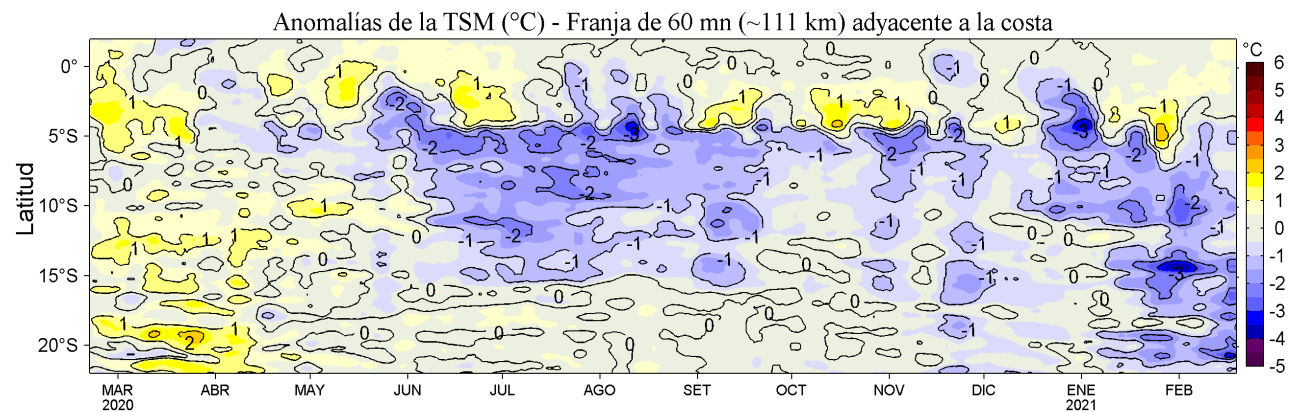 Anomalías de la TSM (°C) - Franja de 60 mn (~111 km) adyacente a la costa
°C
Latitud
0°
5°S
10°S
15°S
20°S
6
5
4
3
2
1
0
-1
-2
-3
-4
-5
MAR ABR MAY JUN JUL AGO SET OCT NOV DIC ENE FEB
2020 2021